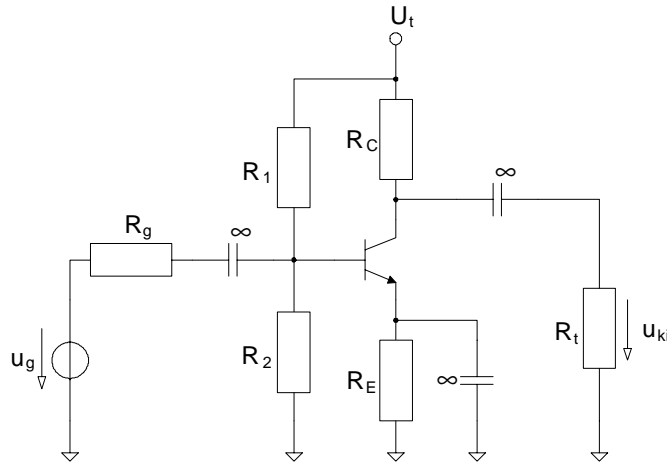 U_t
R_C
R_1
∞
R_g
∞
R_t
u_ki
u_g
R_2
R_E
∞